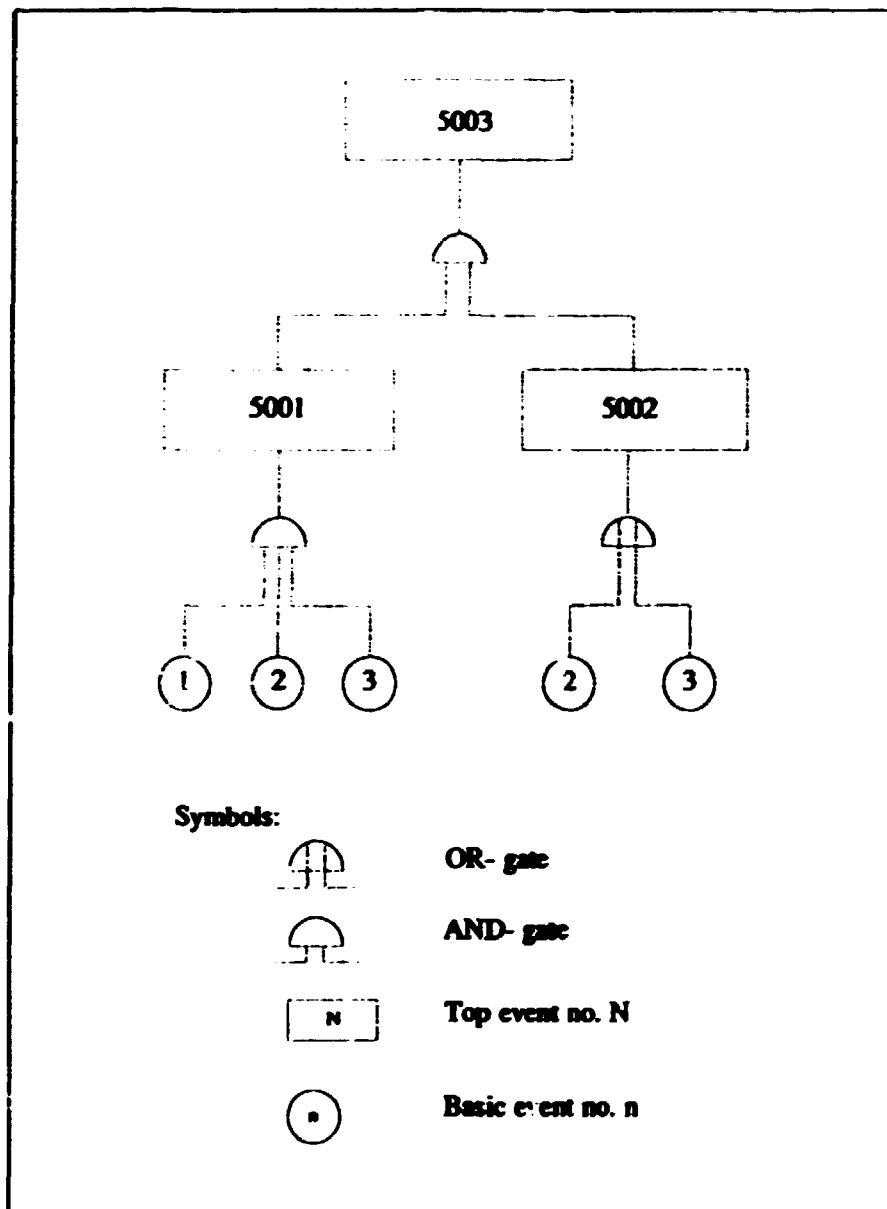 5003
5001
5002
1 2 3 2 3
Symbols:
OR- gate
AND- gate
N Top event no. N
n Basic event no. n